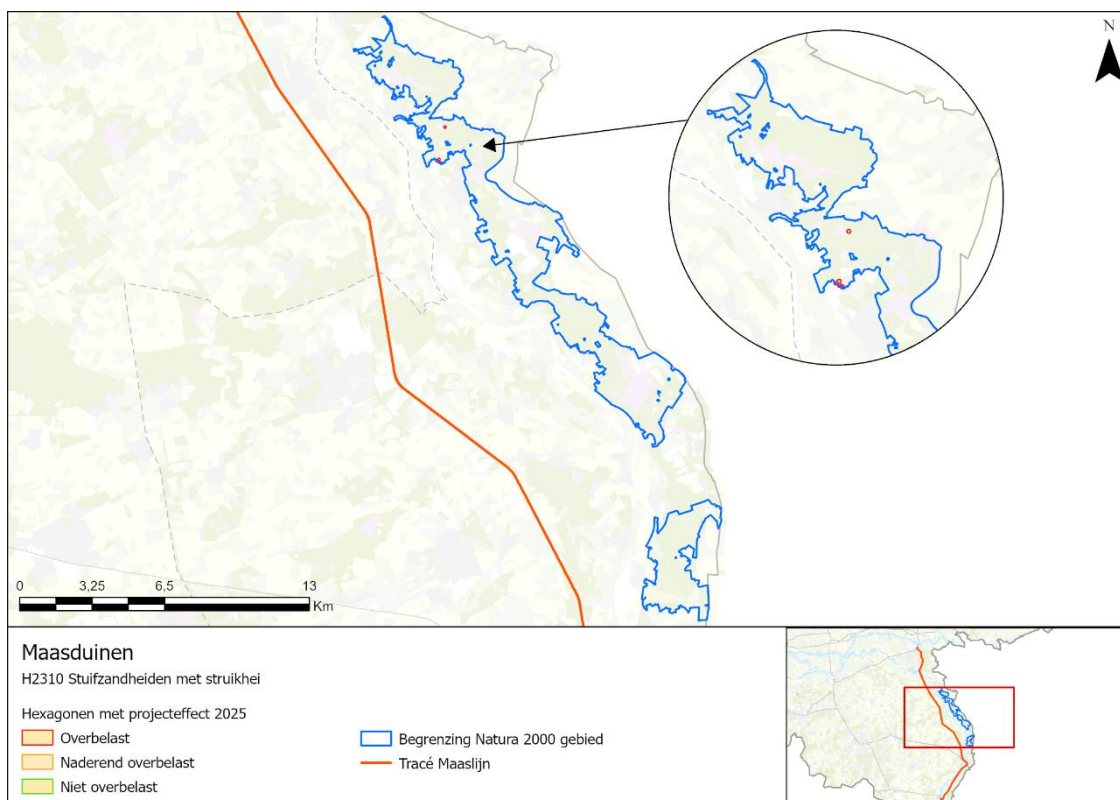 N
0
3,25
6,5
13
Km
Maasduinen
H2310 Stuifzandheiden met struikhei
Hexagonen met projecteffect 2025
Overbelast
Naderend overbelast
Niet overbelast
Begrenzing Natura 2000 gebied
Tracé Maaslijn